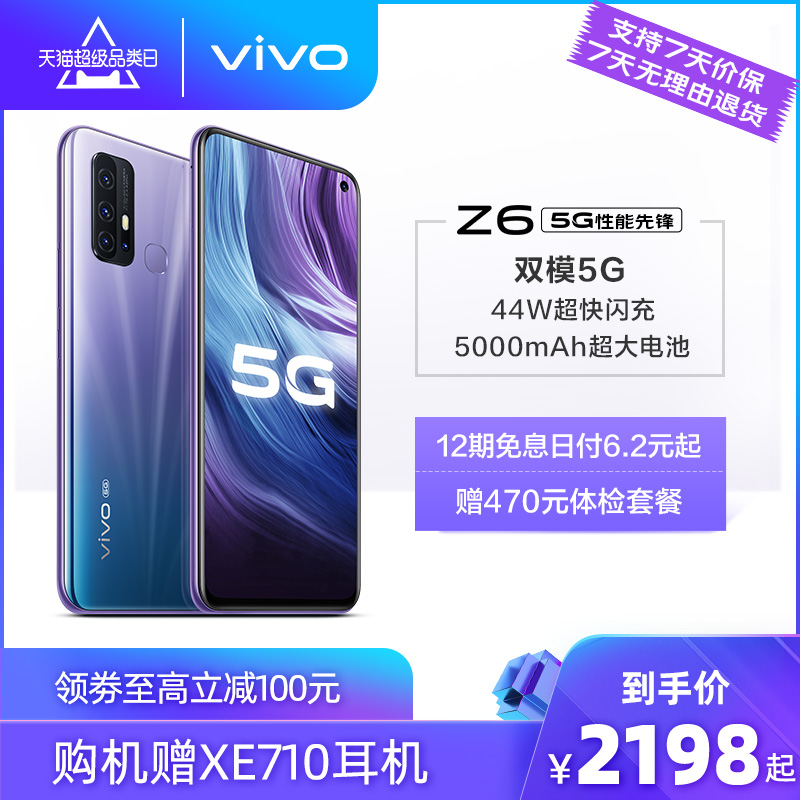 天猫超级品类日
vivo
支持7天价保
7天无理由退货
Z6 5G性能先锋
双模5G
44W超快闪充
5000mAh超大电池
5G
vivo 5G
12期免息日付6.2元起
赠470元体检套餐
领券至高立减100元
购机赠XE710耳机
到手价
¥2198起